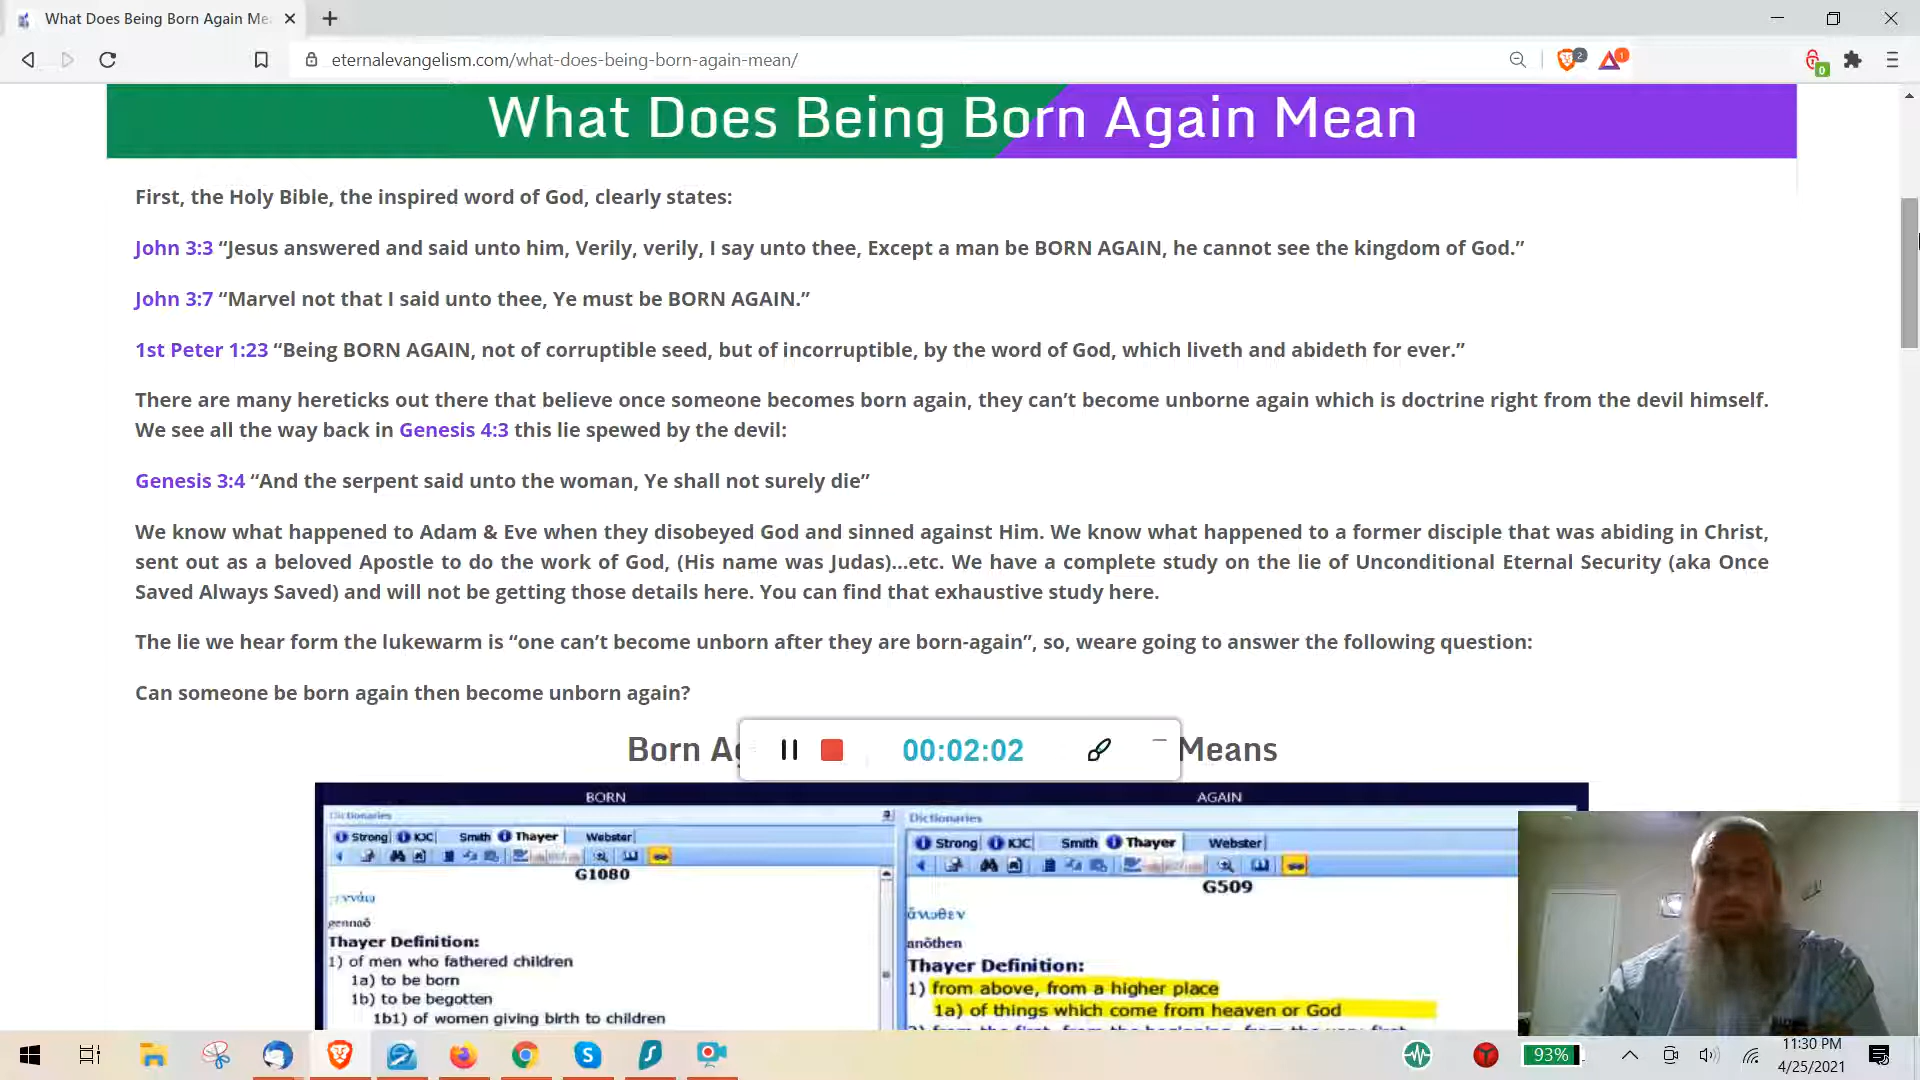 What Does Being Born Again Me
eternalevangelism.com/what-does-being-born-again-mean/
2
1
0
What Does Being Born Again Mean
First, the Holy Bible, the inspired word of God, clearly states:
John 3:3 “Jesus answered and said unto him, Verily, verily, I say unto thee, Except a man be BORN AGAIN, he cannot see the kingdom of God.”
John 3:7 “Marvel not that I said unto thee, Ye must be BORN AGAIN.”
1st Peter 1:23 “Being BORN AGAIN, not of corruptible seed, but of incorruptible, by the word of God, which liveth and abideth for ever.”
There are many hereticks out there that believe once someone becomes born again, they can’t become unborne again which is doctrine right from the devil himself.
We see all the way back in Genesis 4:3 this lie spewed by the devil:
Genesis 3:4 “And the serpent said unto the woman, Ye shall not surely die”
We know what happened to Adam & Eve when they disobeyed God and sinned against Him. We know what happened to a former disciple that was abiding in Christ,
sent out as a beloved Apostle to do the work of God, (His name was Judas)…etc. We have a complete study on the lie of Unconditional Eternal Security (aka Once
Saved Always Saved) and will not be getting those details here. You can find that exhaustive study here.
The lie we hear form the lukewarm is “one can’t become unborn after they are born-again”, so, weare going to answer the following question:
Can someone be born again then become unborn again?
Born Ag Means
00:02:02
BORN
Dictionaries
Strong KJC Smith Thayer Webster
G1080
γεννάω
gennaō
Thayer Definition:
1) of men who fathered children
1a) to be born
1b) to be begotten
1b1) of women giving birth to children
AGAIN
Dictionaries
Strong KJC Smith Thayer Webster
G509
ἄνωθεν
anōthen
Thayer Definition:
1) from above, from a higher place
1a) of things which come from heaven or God
93%
11:30 PM
4/25/2021